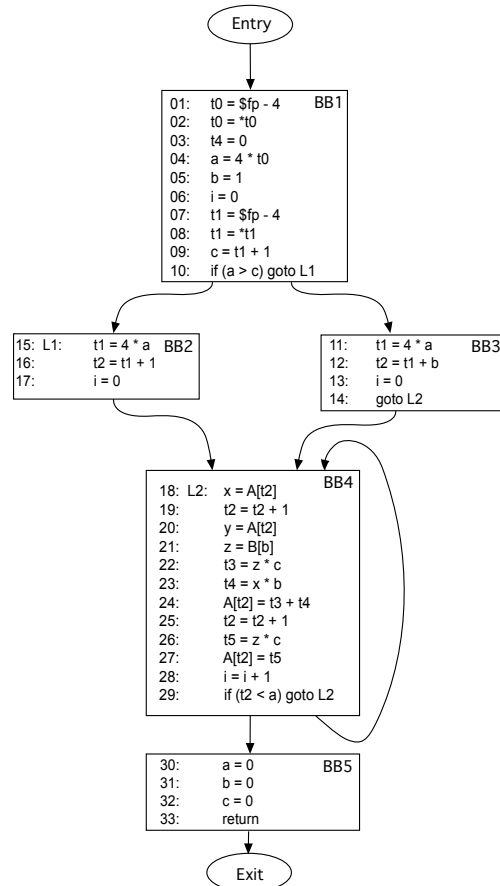 Entry
BB1
01: t0 = $fp - 4
02: t0 = *t0
03: t4 = 0
04: a = 4 * t0
05: b = 1
06: i = 0
07: t1 = $fp - 4
08: t1 = *t1
09: c = t1 + 1
10: if (a > c) goto L1
BB2
15: L1: t1 = 4 * a
16: t2 = t1 + 1
17: i = 0
BB3
11: t1 = 4 * a
12: t2 = t1 + b
13: i = 0
14: goto L2
BB4
18: L2: x = A[t2]
19: t2 = t2 + 1
20: y = A[t2]
21: z = B[b]
22: t3 = z * c
23: t4 = x * b
24: A[t2] = t3 + t4
25: t2 = t2 + 1
26: t5 = z * c
27: A[t2] = t5
28: i = i + 1
29: if (t2 < a) goto L2
BB5
30: a = 0
31: b = 0
32: c = 0
33: return
Exit